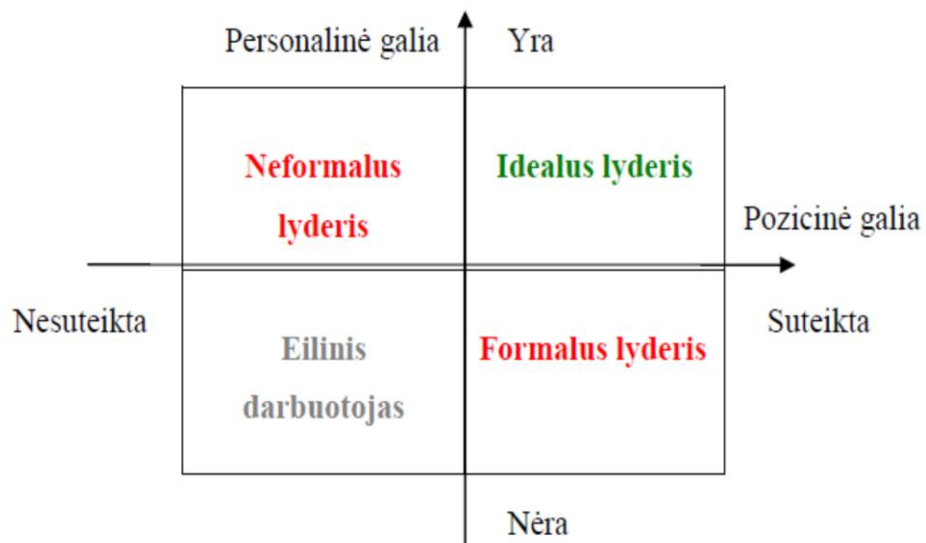 Personalinė galia
Yra
Neformalus
lyderis
Idealus lyderis
Pozicinė galia
Nesuteikta
Suteikta
Eilinis
darbuotojas
Formalus lyderis
Nėra